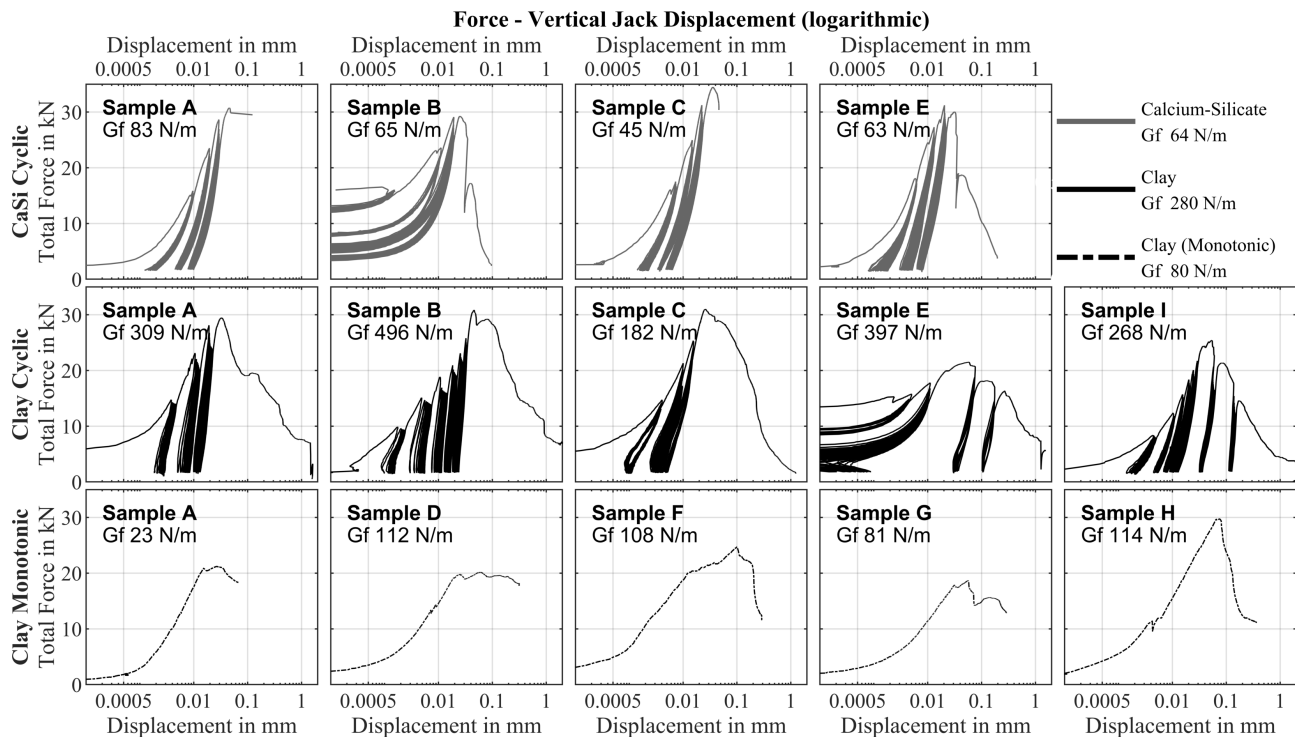 Force - Vertical Jack Displacement (logarithmic)
Displacement in mm Displacement in mm Displacement in mm Displacement in mm
0.0005 0.01 0.1 1 0.0005 0.01 0.1 1 0.0005 0.01 0.1 1 0.0005 0.01 0.1 1
CaSi Cyclic
Total Force in kN
30
20
10
0
Sample A
Gf 83 N/m
Sample B
Gf 65 N/m
Sample C
Gf 45 N/m
Sample E
Gf 63 N/m
Calcium-Silicate
Gf 64 N/m
Clay
Gf 280 N/m
Clay (Monotonic)
Gf 80 N/m
Clay Cyclic
Total Force in kN
30
20
10
0
Sample A
Gf 309 N/m
Sample B
Gf 496 N/m
Sample C
Gf 182 N/m
Sample E
Gf 397 N/m
Sample I
Gf 268 N/m
Clay Monotonic
Total Force in kN
30
20
10
0
Sample A
Gf 23 N/m
Sample D
Gf 112 N/m
Sample F
Gf 108 N/m
Sample G
Gf 81 N/m
Sample H
Gf 114 N/m
0.0005 0.01 0.1 1 0.0005 0.01 0.1 1 0.0005 0.01 0.1 1 0.0005 0.01 0.1 1 0.0005 0.01 0.1 1
Displacement in mm Displacement in mm Displacement in mm Displacement in mm Displacement in mm